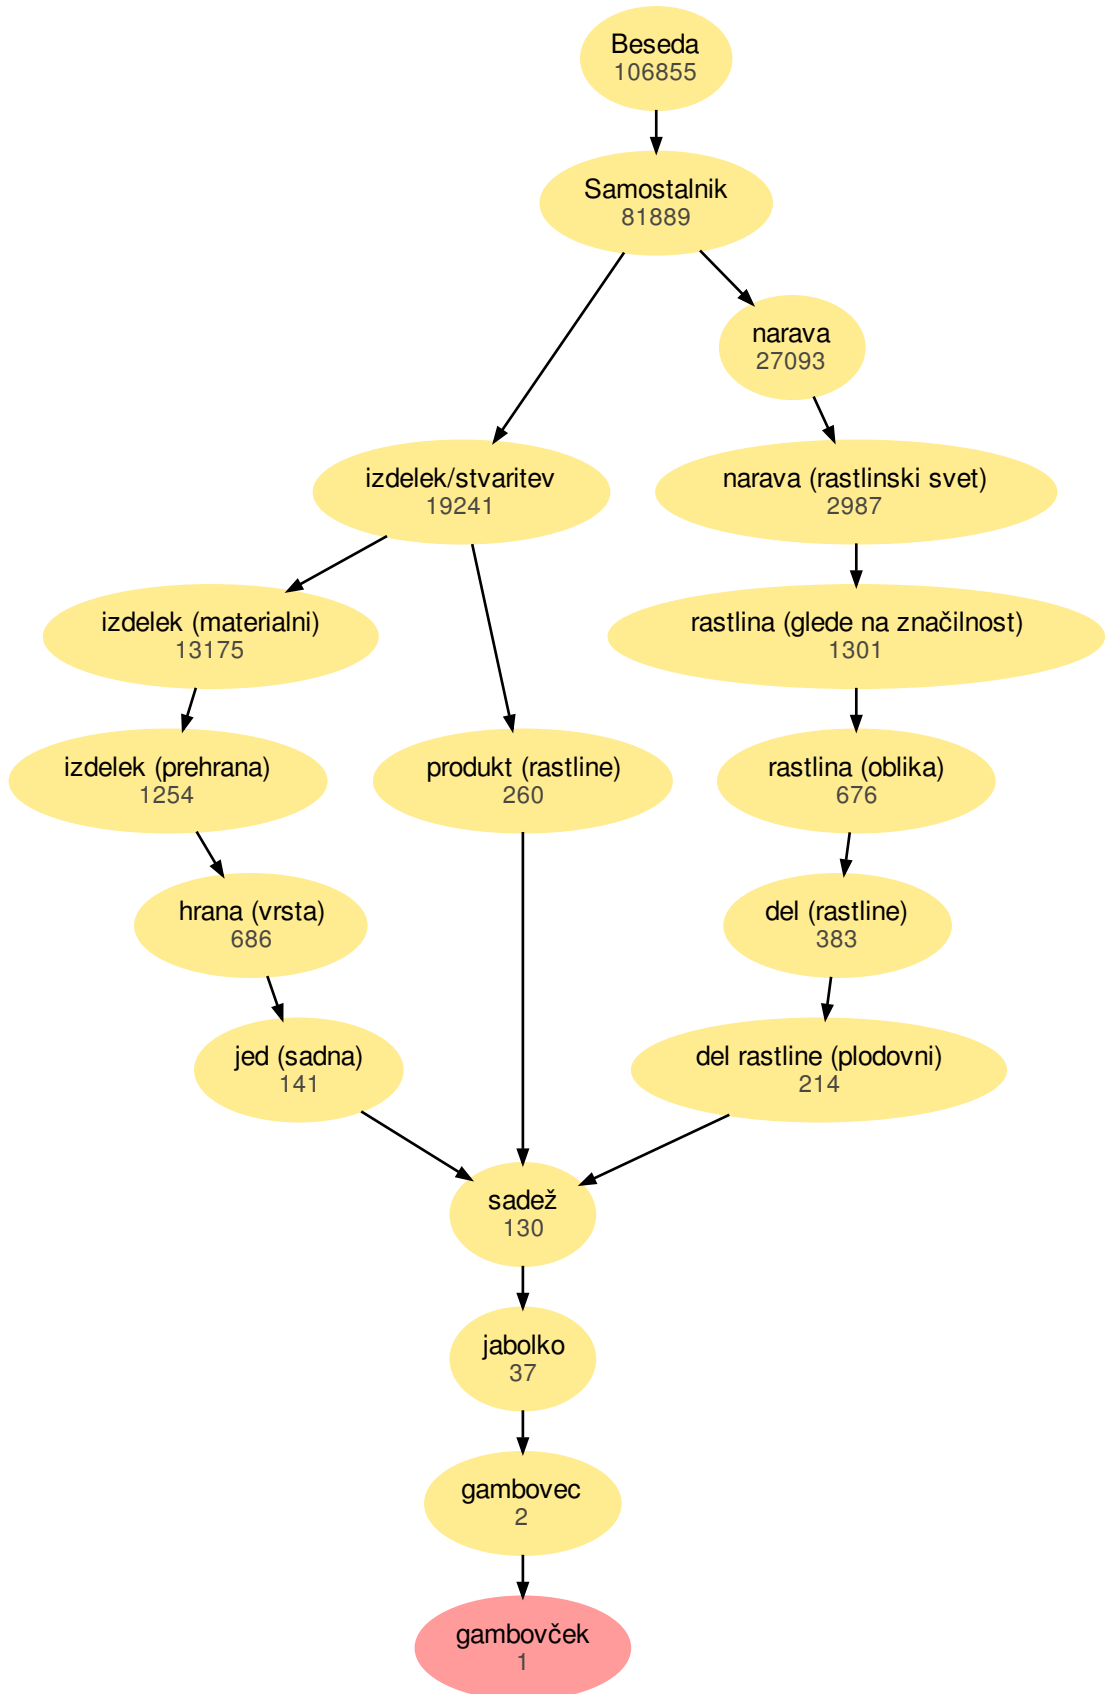 Beseda
106855
Samostalnik
81889
narava
27093
izdelek/stvaritev
19241
narava (rastlinski svet)
2987
izdelek (materialni)
13175
rastlina (glede na značilnost)
1301
izdelek (prehrana)
1254
produkt (rastline)
260
rastlina (oblika)
676
hrana (vrsta)
686
del (rastline)
383
jed (sadna)
141
del rastline (plodovni)
214
sadež
130
jabolko
37
gambovec
2
gambovček
1